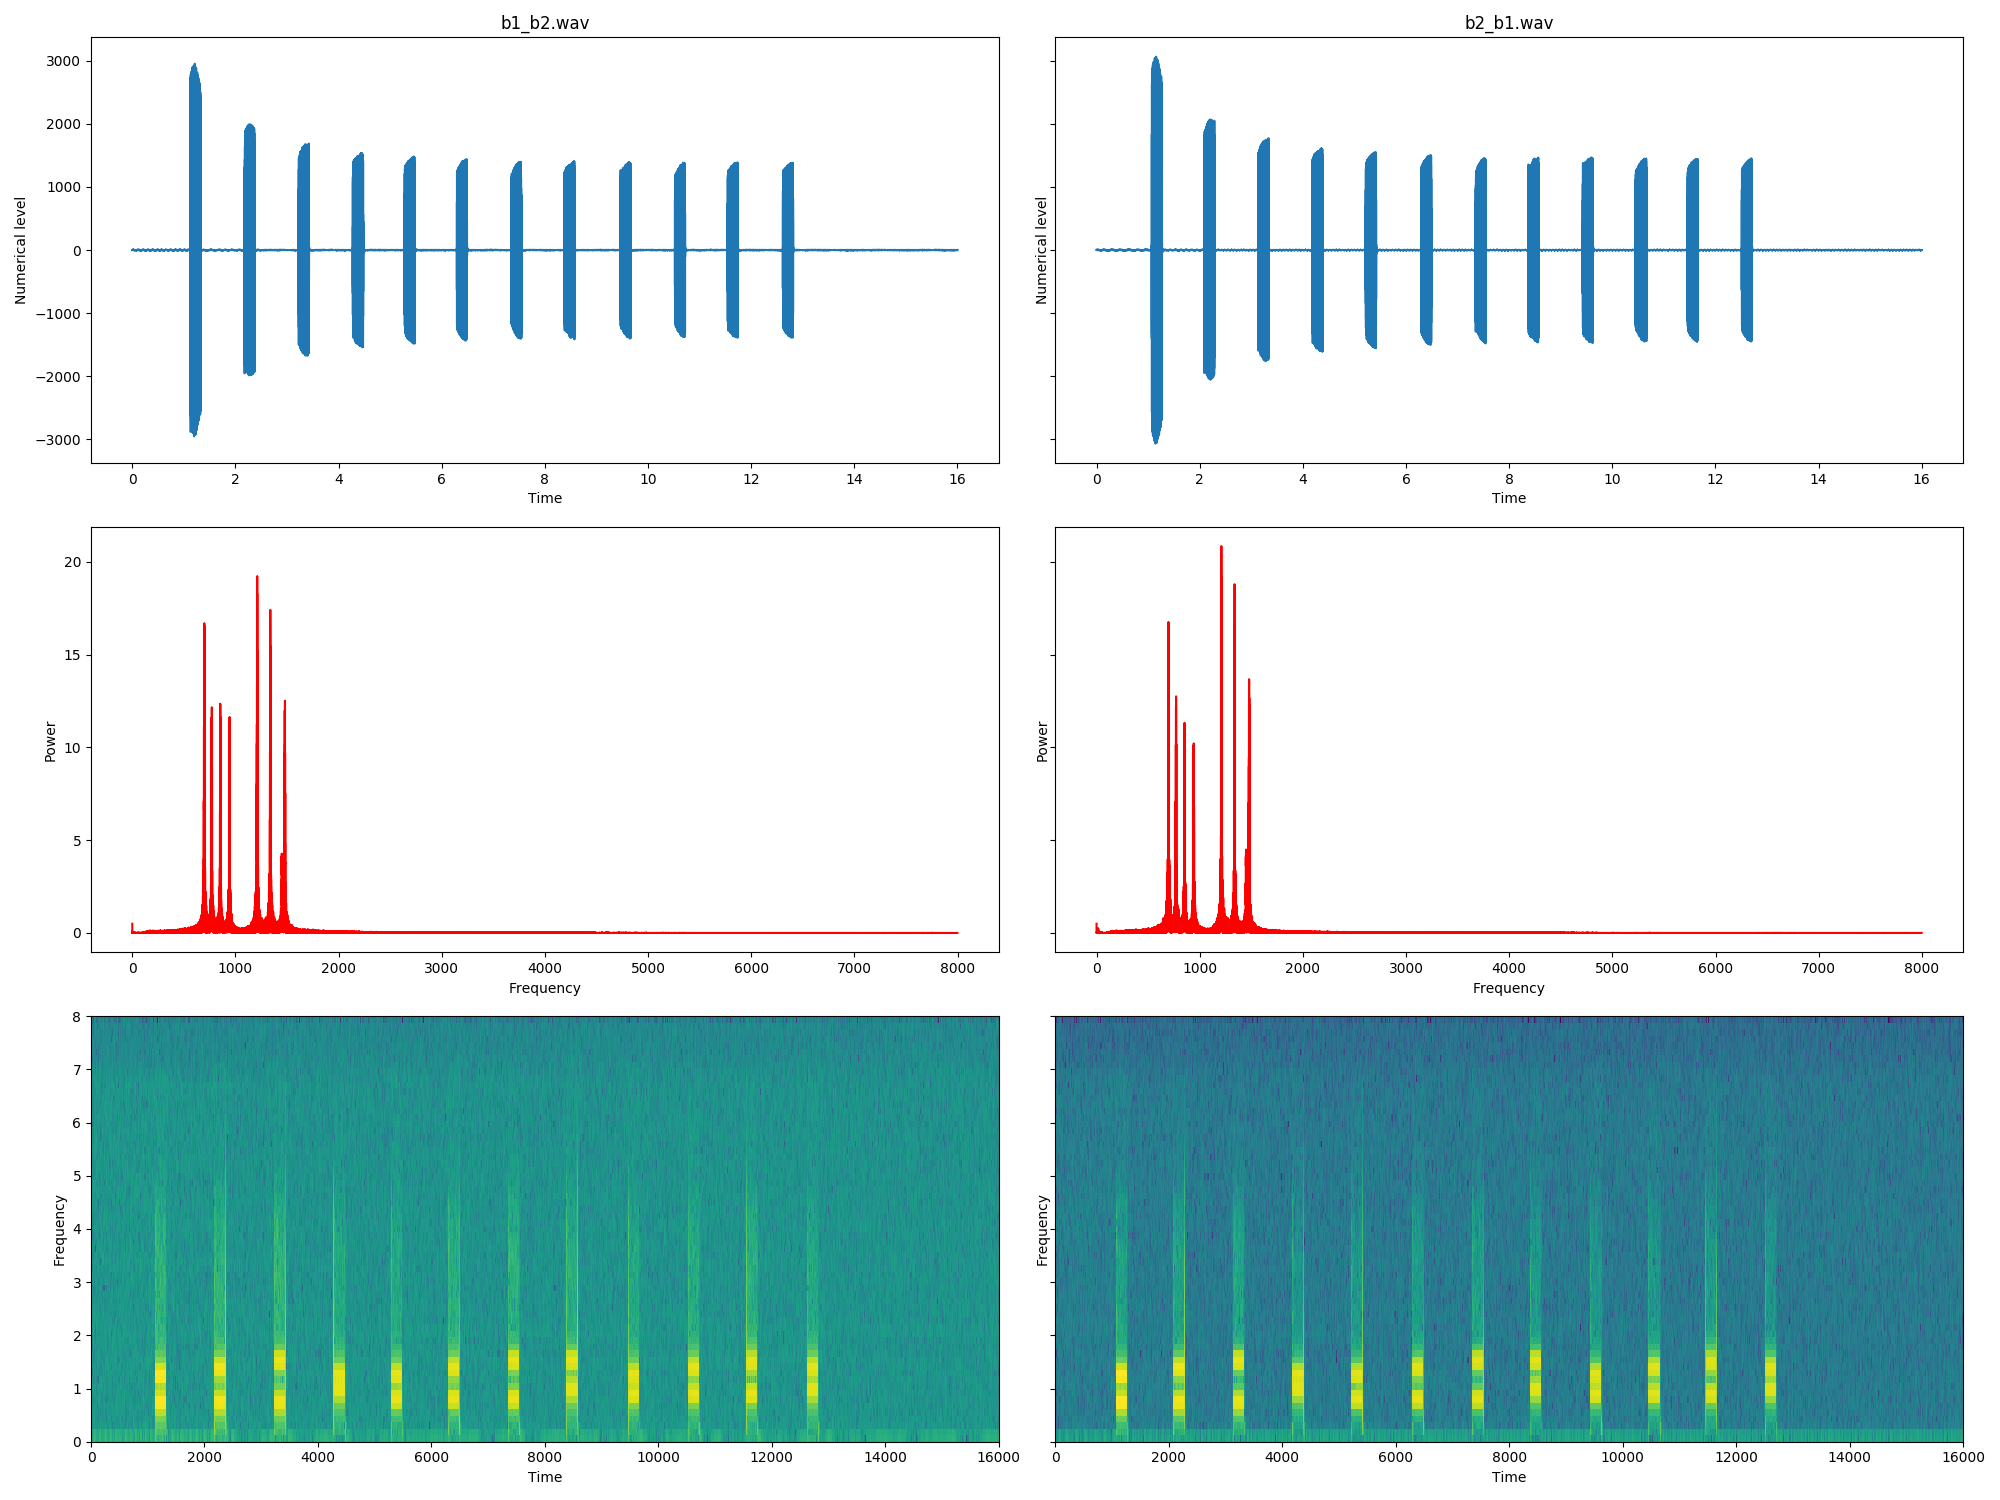 b1_b2.wav
b2_b1.wav
3000
2000
1000
0
−1000
−2000
−3000
Numerical level
Numerical level
0 2 4 6 8 10 12 14 16
0 2 4 6 8 10 12 14 16
Time
Time
20
15
10
5
0
Power
Power
0 1000 2000 3000 4000 5000 6000 7000 8000
0 1000 2000 3000 4000 5000 6000 7000 8000
Frequency
Frequency
8
7
6
5
4
3
2
1
0
Frequency
Frequency
0 2000 4000 6000 8000 10000 12000 14000 16000
0 2000 4000 6000 8000 10000 12000 14000 16000
Time
Time